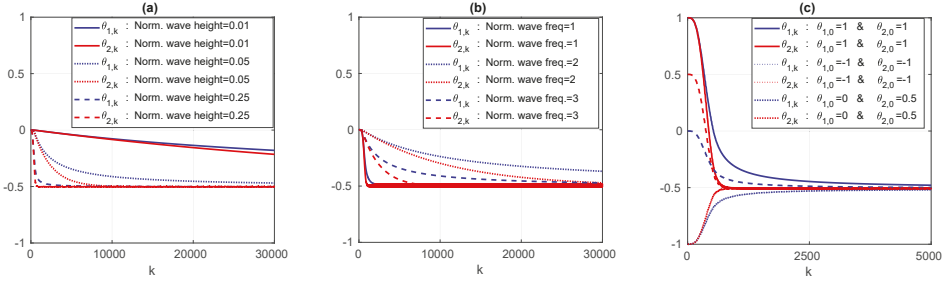 (a)
1
0.5
0
-0.5
-1
θ1,k : Norm. wave height=0.01
θ2,k : Norm. wave height=0.01
θ1,k : Norm. wave height=0.05
θ2,k : Norm. wave height=0.05
θ1,k : Norm. wave height=0.25
θ2,k : Norm. wave height=0.25
0 10000 20000 30000
k
(b)
1
0.5
0
-0.5
-1
θ1,k : Norm. wave freq=1
θ2,k : Norm. wave freq.=1
θ1,k : Norm. wave freq.=2
θ2,k : Norm. wave freq=2
θ1,k : Norm. wave freq.=3
θ2,k : Norm. wave freq.=3
0 10000 20000 30000
k
(c)
1
0.5
0
-0.5
-1
θ1,k : θ1,0=1 & θ2,0=1
θ2,k : θ1,0=1 & θ2,0=1
θ1,k : θ1,0=-1 & θ2,0=-1
θ2,k : θ1,0=-1 & θ2,0=-1
θ1,k : θ1,0=0 & θ2,0=0.5
θ2,k : θ1,0=0 & θ2,0=0.5
0 2500 5000
k